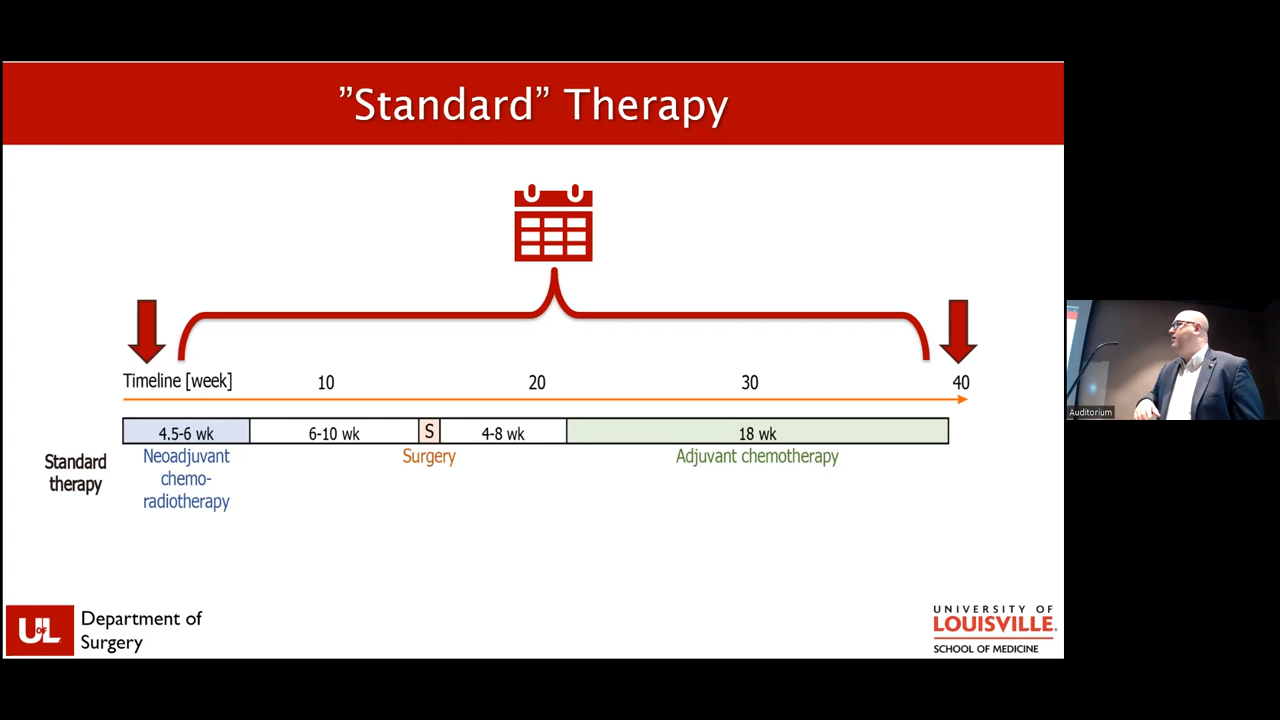 ”Standard” Therapy
Timeline [week] 10 20 30 40
4.5-6 wk 6-10 wk S 4-8 wk 18 wk
Standard
therapy
Neoadjuvant
chemo-
radiotherapy
Surgery
Adjuvant chemotherapy
UofL
Department of
Surgery
UNIVERSITY OF
LOUISVILLE.
SCHOOL OF MEDICINE
Auditorium